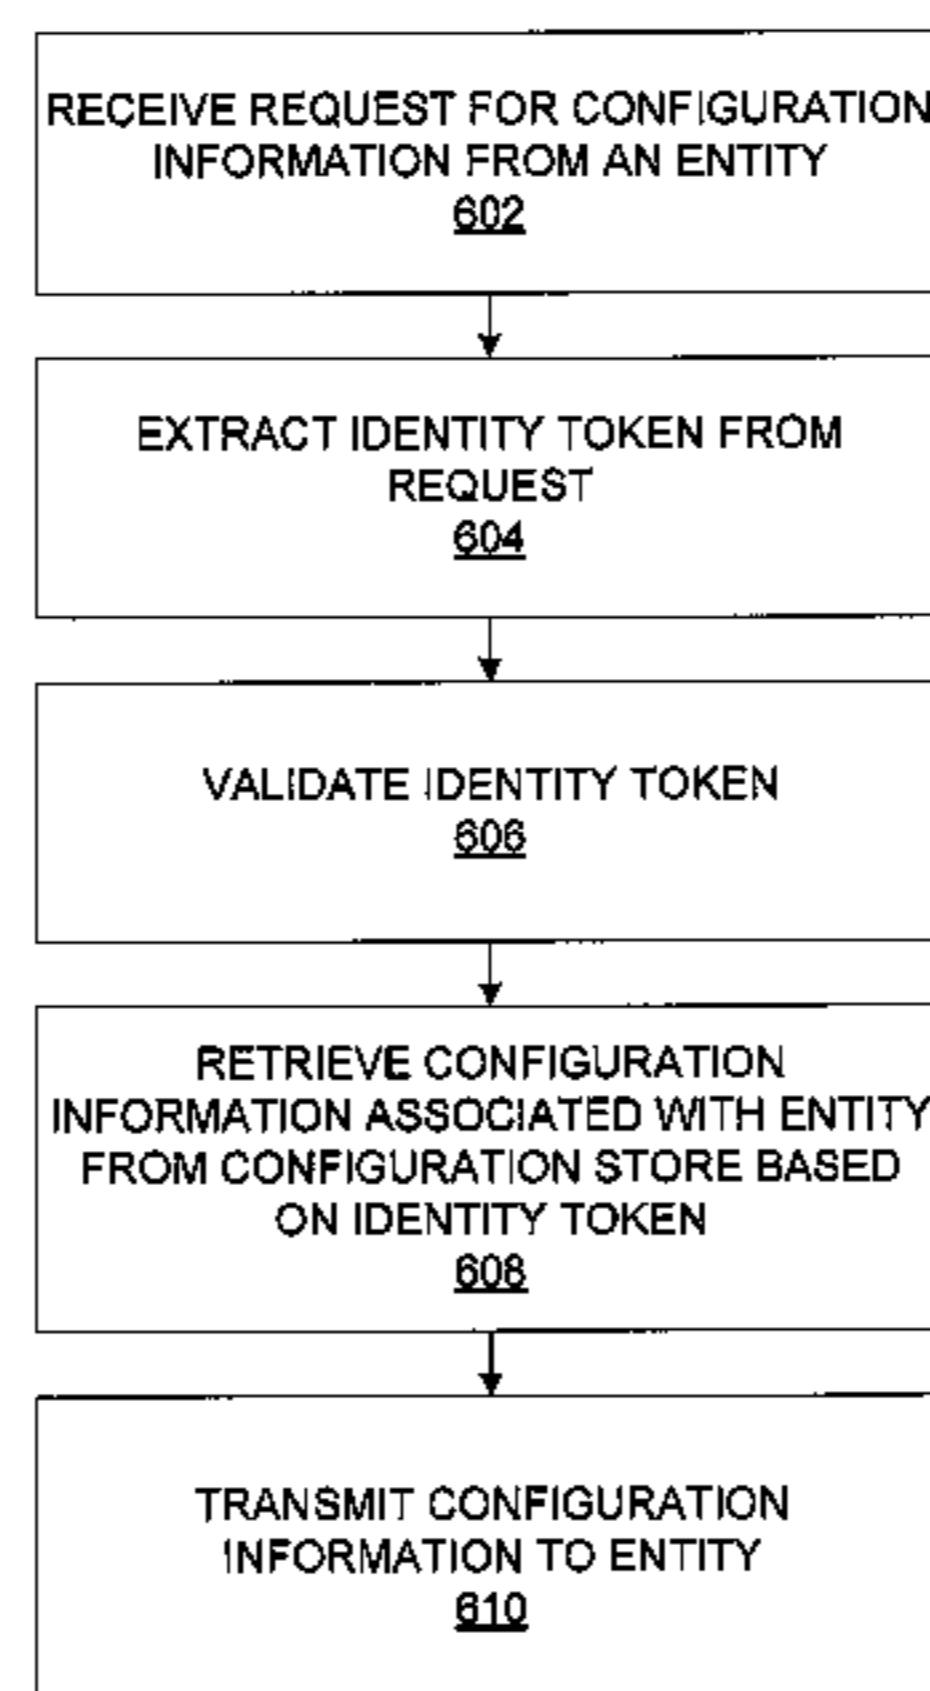 RECEIVE REQUEST FOR CONFIGURATION
INFORMATION FROM AN ENTITY
602
EXTRACT IDENTITY TOKEN FROM
REQUEST
604
VALIDATE IDENTITY TOKEN
606
RETRIEVE CONFIGURATION
INFORMATION ASSOCIATED WITH ENTITY
FROM CONFIGURATION STORE BASED
ON IDENTITY TOKEN
608
TRANSMIT CONFIGURATION
INFORMATION TO ENTITY
610